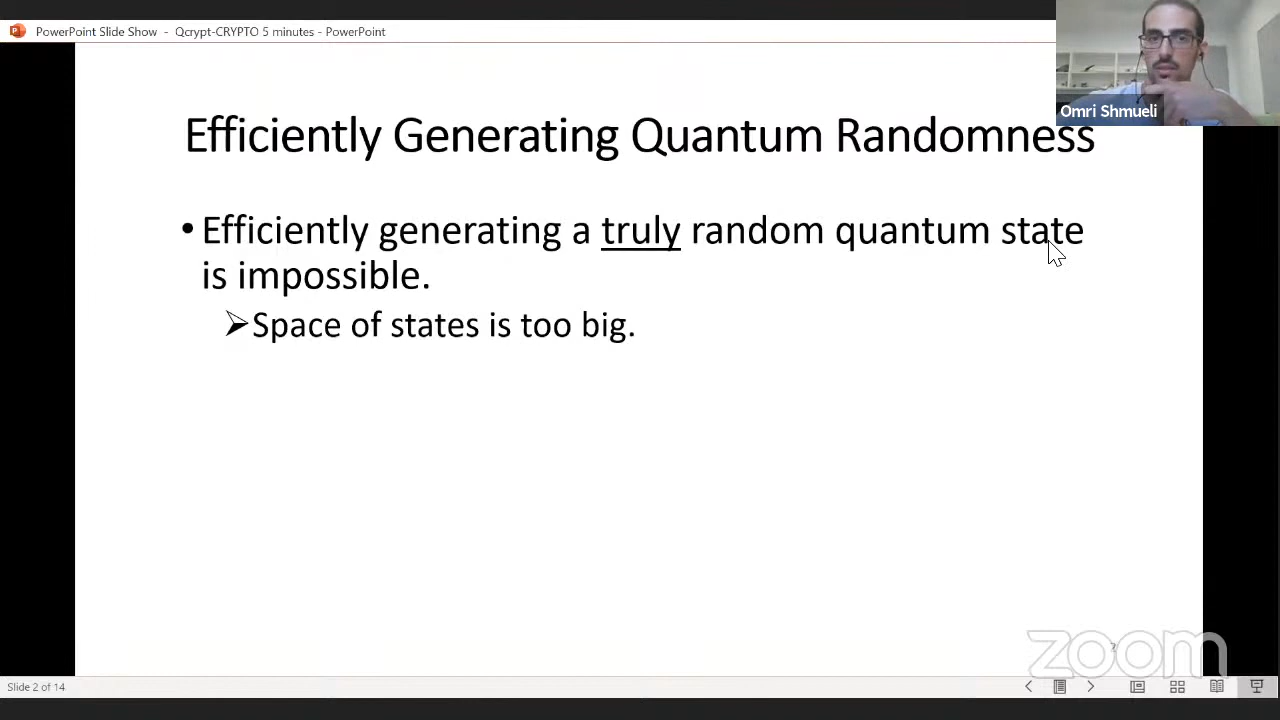 PowerPoint Slide Show - Qcrypt-CRYPTO 5 minutes - PowerPoint
Omri Shmueli
Efficiently Generating Quantum Randomness
• Efficiently generating a truly random quantum state
is impossible.
➢Space of states is too big.
zoom
Slide 2 of 14